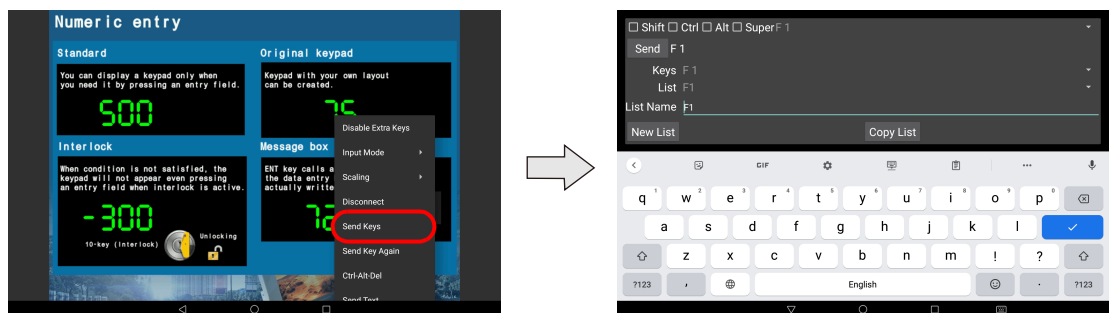 Numeric entry
Standard
You can display a keypad only when
you need it by pressing an entry field.
500
Original keypad
Keypad with your own layout
can be created.
75
Interlock
When condition is not satisfied, the
keypad will not appear even pressing
an entry field when interlock is active.
-300
10-key (Interlock)
Unlocking
Message box
ENT key calls a
the data entry
actually writte
72
Disable Extra Keys
Input Mode
Scaling
Disconnect
Send Keys
Send Key Again
Ctrl-Alt-Del
Send Text
Shift Ctrl Alt Super F 1
Send F 1
Keys F 1
List F1
List Name F1
New List Copy List
GIF
q 1 w 2 e 3 r 4 t 5 y 6 u 7 i 8 o 9 p 0
a s d f g h j k l
z x c v b n m ! ?
?123 , English . ?123